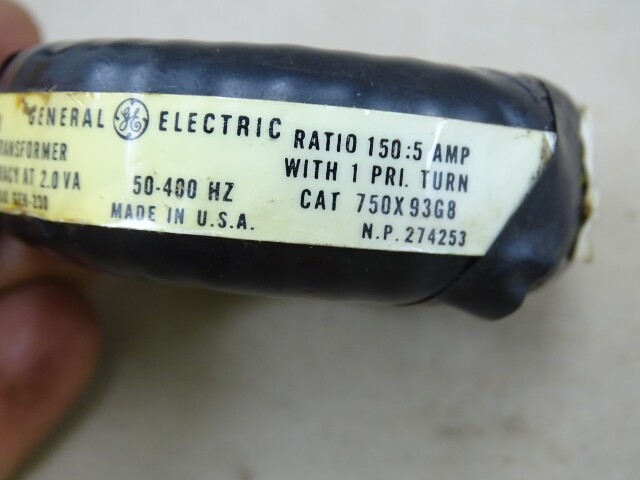 GENERAL GE ELECTRIC
TRANSFORMER
AT 2.0 VA
50-400 HZ
MADE IN U.S.A.
RATIO 150:5 AMP
WITH 1 PRI. TURN
CAT 750X93G8
N.P. 274253